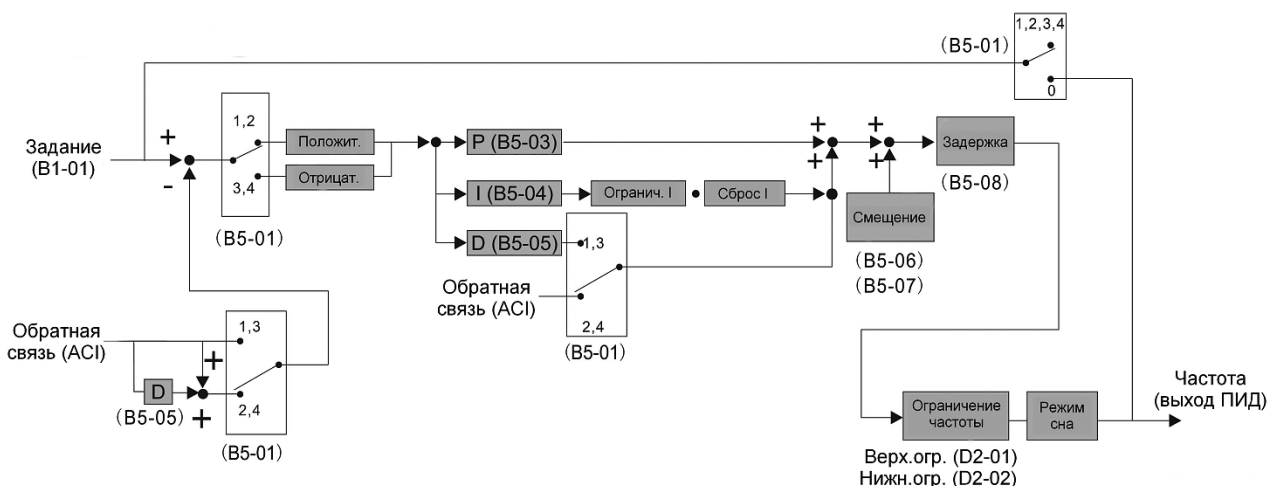 1,2,3,4
(B5-01)
0
+
Задание
(B1-01)
-
1,2
3,4
(B5-01)
Положит.
Отрицат.
P (B5-03)
I (B5-04)
Огранич. I
Сброс I
D (B5-05)
1,3
2,4
(B5-01)
Обратная
связь (ACI)
+
+
+
+
Задержка
(B5-08)
Смещение
(B5-06)
(B5-07)
Обратная
связь (ACI)
D
(B5-05)
+
+
1,3
2,4
(B5-01)
Ограничение
частоты
Режим
сна
Верх.огр. (D2-01)
Нижн.огр. (D2-02)
Частота
(выход ПИД)